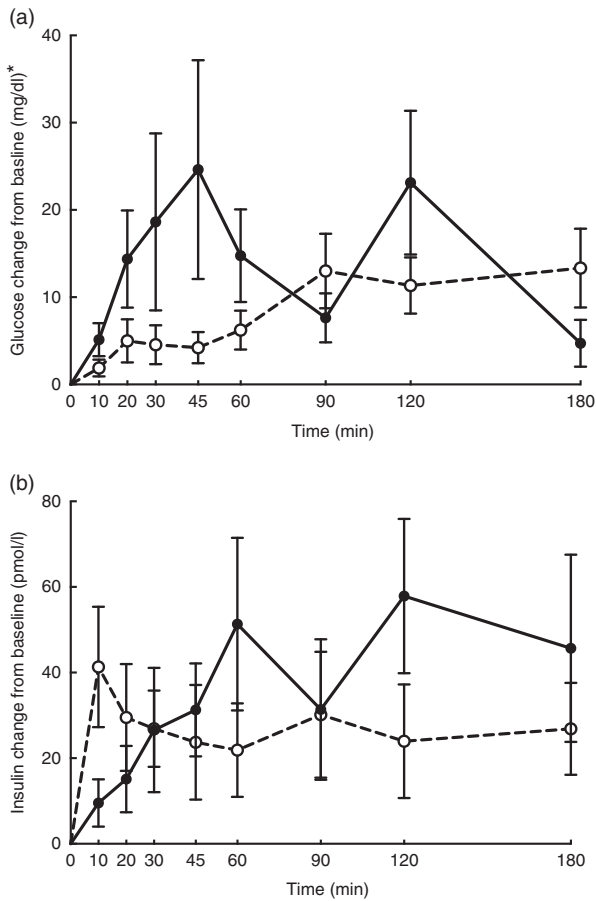 (a)
Glucose change from basline (mg/dl)*
40
30
20
10
0
0 10 20 30 45 60 90 120 180
Time (min)
(b)
Insulin change from baseline (pmol/l)
80
60
40
20
0
0 10 20 30 45 60 90 120 180
Time (min)